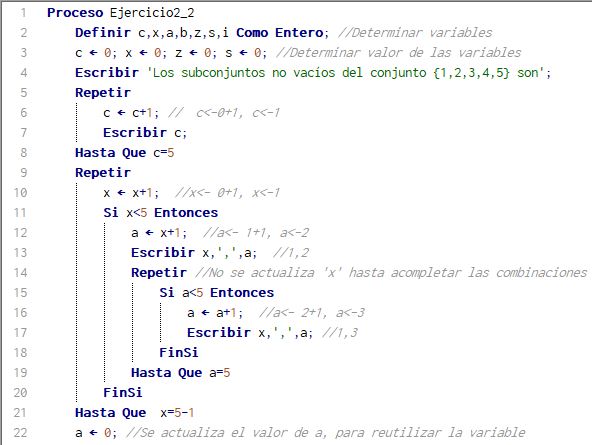 1 Proceso Ejercicio2_2
2 Definir c,x,a,b,z,s,i Como Entero; //Determinar variables
3 c ← 0; x ← 0; z ← 0; s ← 0; //Determinar valor de las variables
4 Escribir 'Los subconjuntos no vacíos del conjunto {1,2,3,4,5} son';
5 Repetir
6 c ← c+1; // c<-0+1, c<-1
7 Escribir c;
8 Hasta Que c=5
9 Repetir
10 x ← x+1; //x<- 0+1, x<-1
11 Si x<5 Entonces
12 a ← x+1; //a<- 1+1, a<-2
13 Escribir x,',',a; //1,2
14 Repetir //No se actualiza 'x' hasta acompletar las combinaciones
15 Si a<5 Entonces
16 a ← a+1; //a<- 2+1, a<-3
17 Escribir x,',',a; //1,3
18 FinSi
19 Hasta Que a=5
20 FinSi
21 Hasta Que x=5-1
22 a ← 0; //Se actualiza el valor de a, para reutilizar la variable